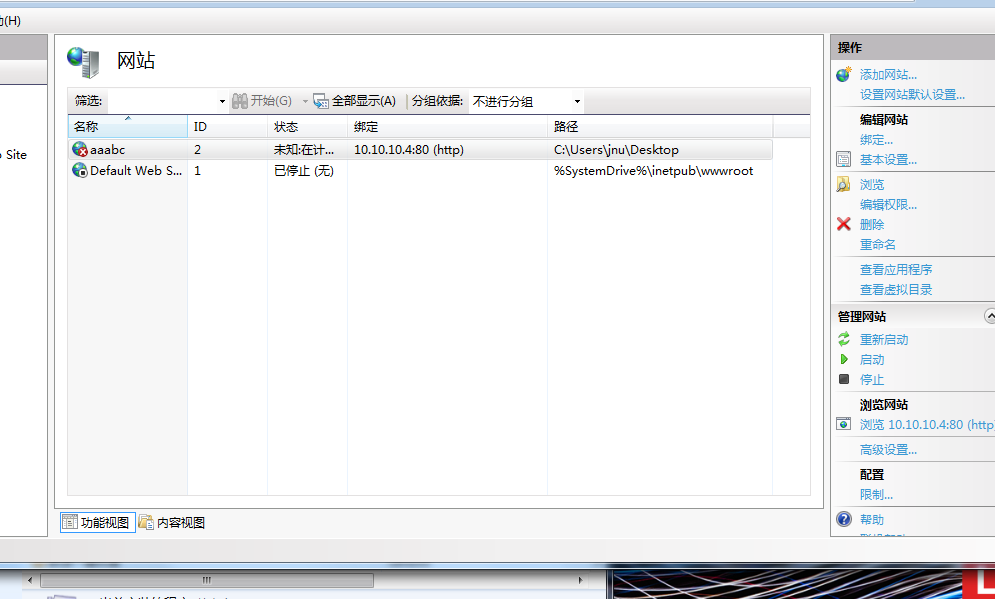 (H)
网站
筛选: 开始(G) 全部显示(A) 分组依据: 不进行分组
名称 ID 状态 绑定 路径
aaabc 2 未知:在计... 10.10.10.4:80 (http) C:\Users\jnu\Desktop
Default Web S... 1 已停止 (无) %SystemDrive%\inetpub\wwwroot
Site
功能视图 内容视图
操作
添加网站...
设置网站默认设置...
编辑网站
绑定...
基本设置...
浏览
编辑权限...
删除
重命名
查看应用程序
查看虚拟目录
管理网站
重新启动
启动
停止
浏览网站
浏览 10.10.10.4:80 (http)
高级设置...
配置
限制...
帮助